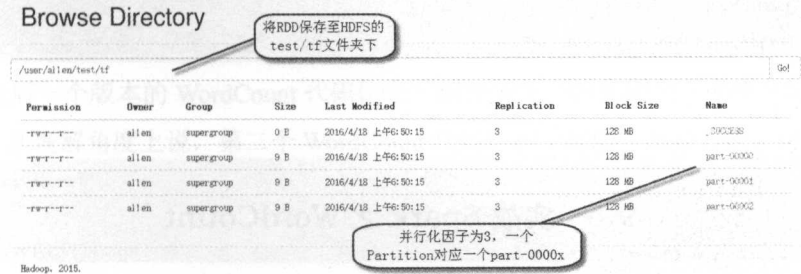 Browse Directory
将RDD保存至HDFS的
test/tf文件夹下
/user/allen/test/tf
Go!
Permission Owner Group Size Last Modified Replication Block Size Name
-rw-r--r-- allen supergroup 0 B 2016/4/18 上午6:50:15 3 128 MB _SUCCESS
-rw-r--r-- allen supergroup 9 B 2016/4/18 上午6:50:15 3 128 MB part-00000
-rw-r--r-- allen supergroup 9 B 2016/4/18 上午6:50:15 3 128 MB part-00001
-rw-r--r-- allen supergroup 9 B 2016/4/18 上午6:50:15 3 128 MB part-00002
并行化因子为3，一个
Partition对应一个part-0000x
Hadoop, 2015.